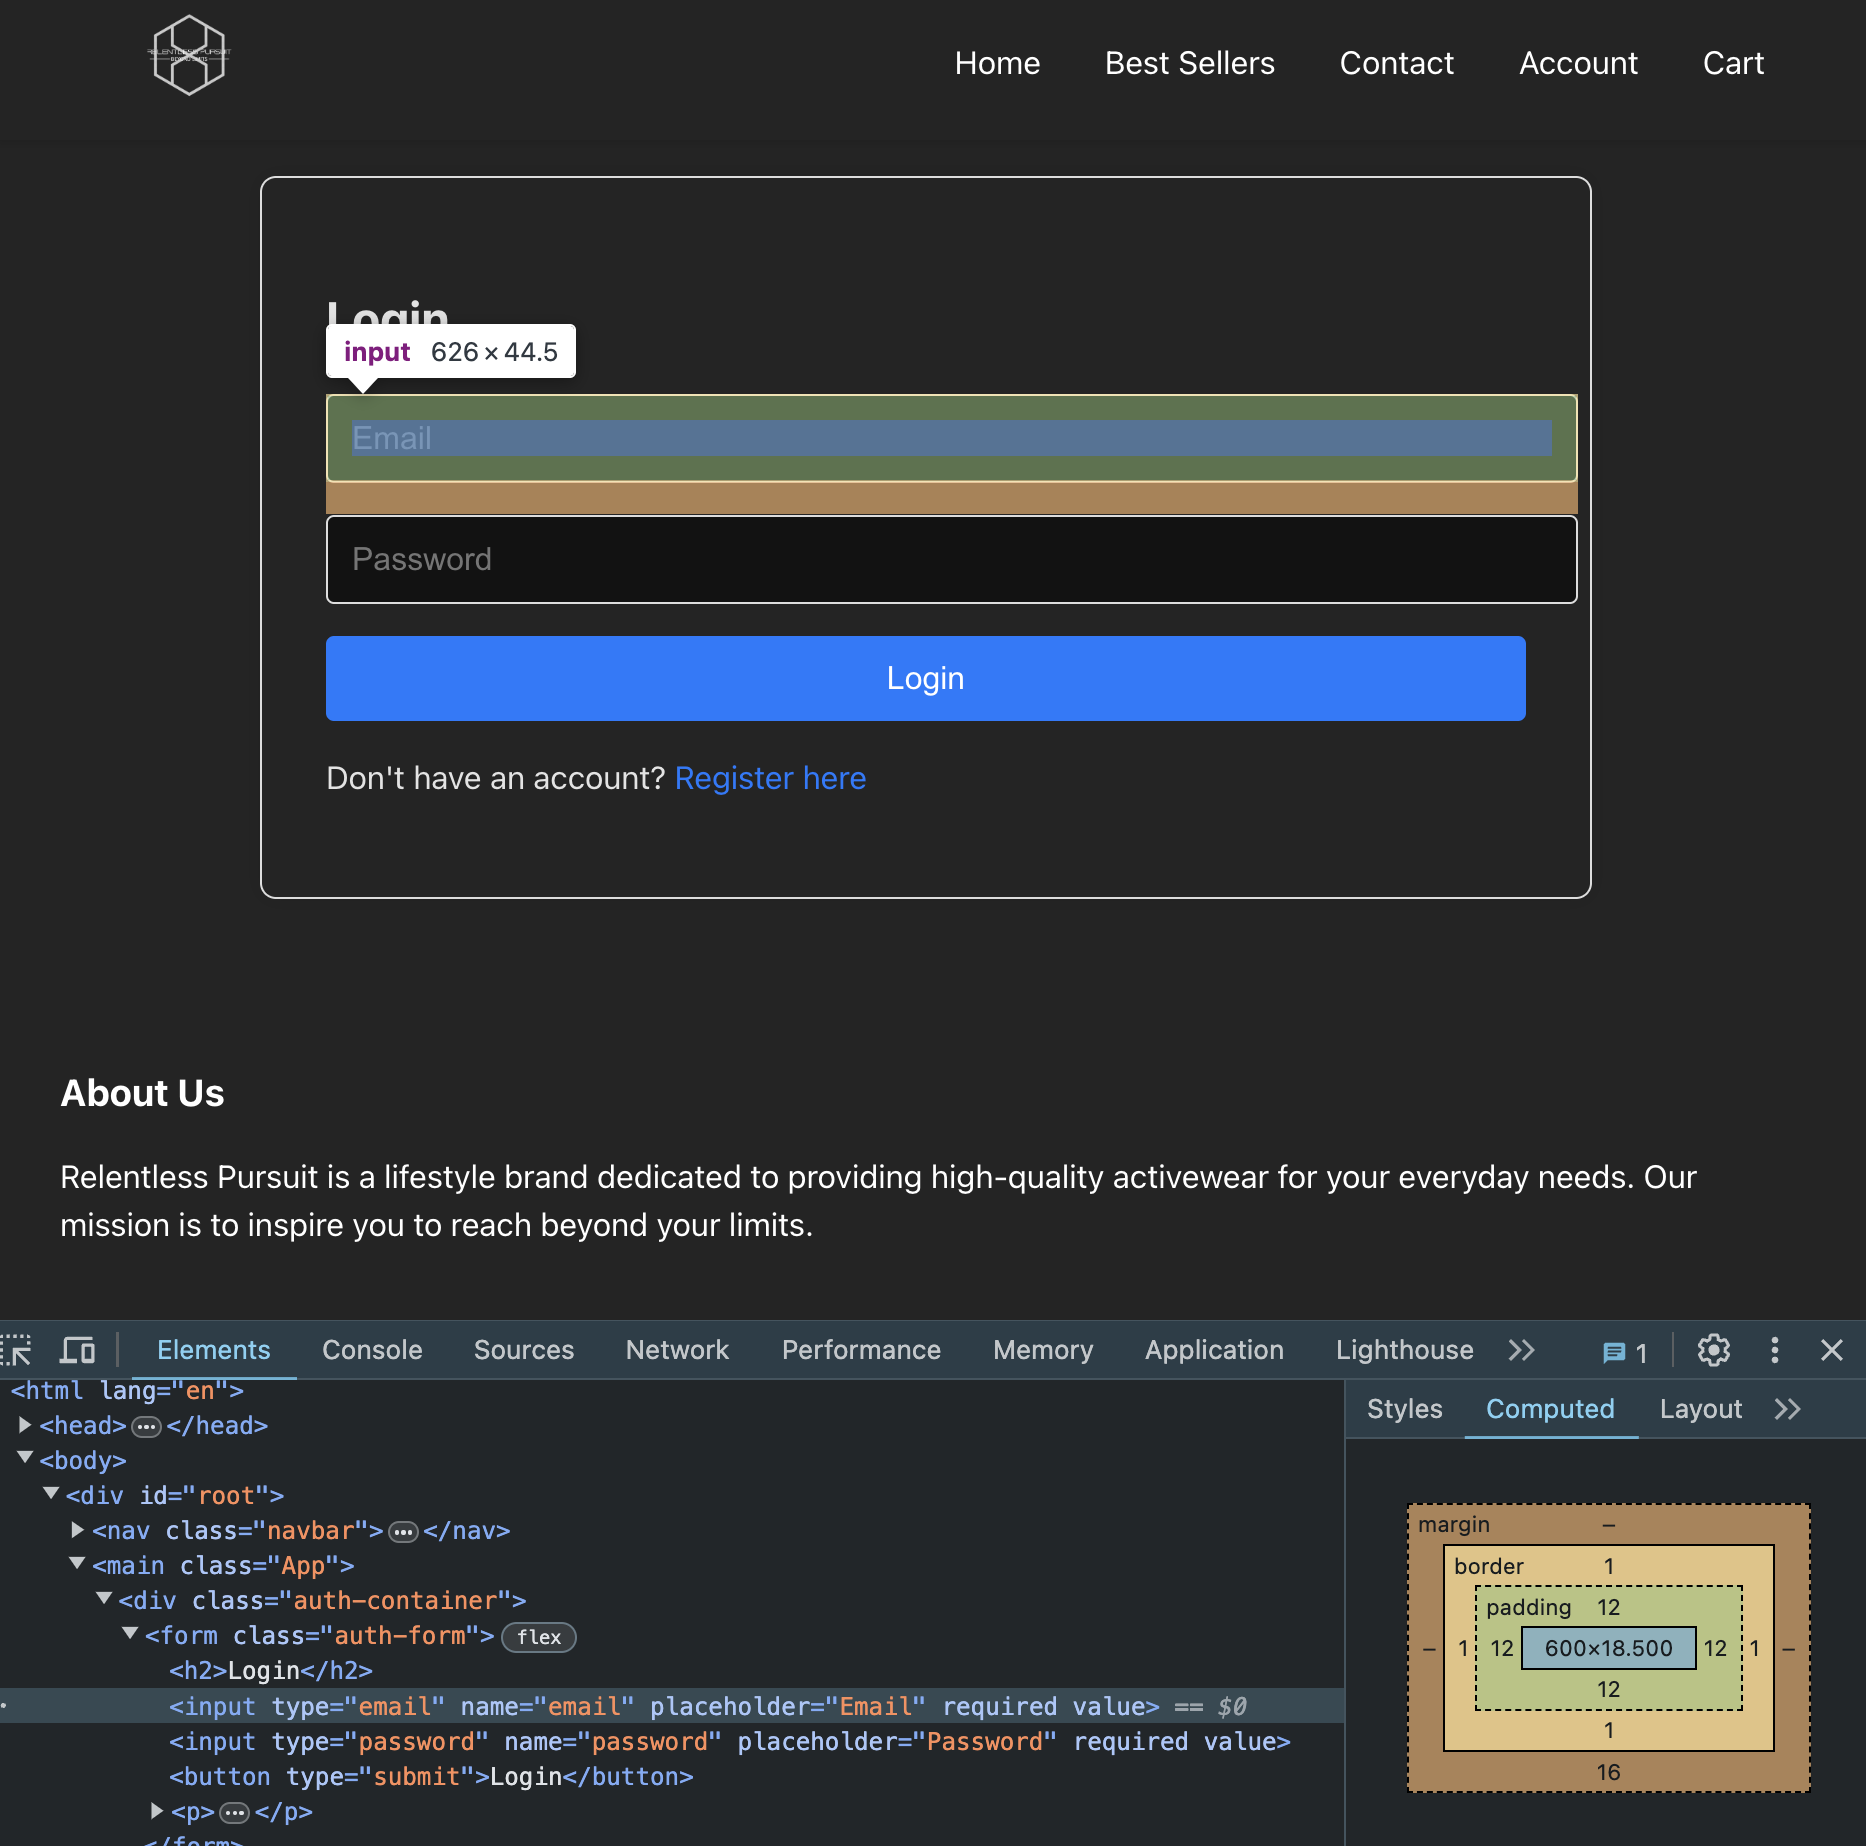 RELENTLESS PURSUIT
Home Best Sellers Contact Account Cart
Login
input 626 × 44.5
Email
Password
Login
Don't have an account? Register here
About Us
Relentless Pursuit is a lifestyle brand dedicated to providing high-quality activewear for your everyday needs. Our
mission is to inspire you to reach beyond your limits.
Elements Console Sources Network Performance Memory Application Lighthouse 1
<html lang="en">
<head> </head>
<body>
<div id="root">
<nav class="navbar"> </nav>
<main class="App">
<div class="auth-container">
<form class="auth-form"> flex
<h2>Login</h2>
<input type="email" name="email" placeholder="Email" required value> == $0
<input type="password" name="password" placeholder="Password" required value>
<button type="submit">Login</button>
<p> </p>
</form>
Styles Computed Layout
margin –
border 1
padding 12
– 1 12 600×18.500 12 1 –
12
1
16